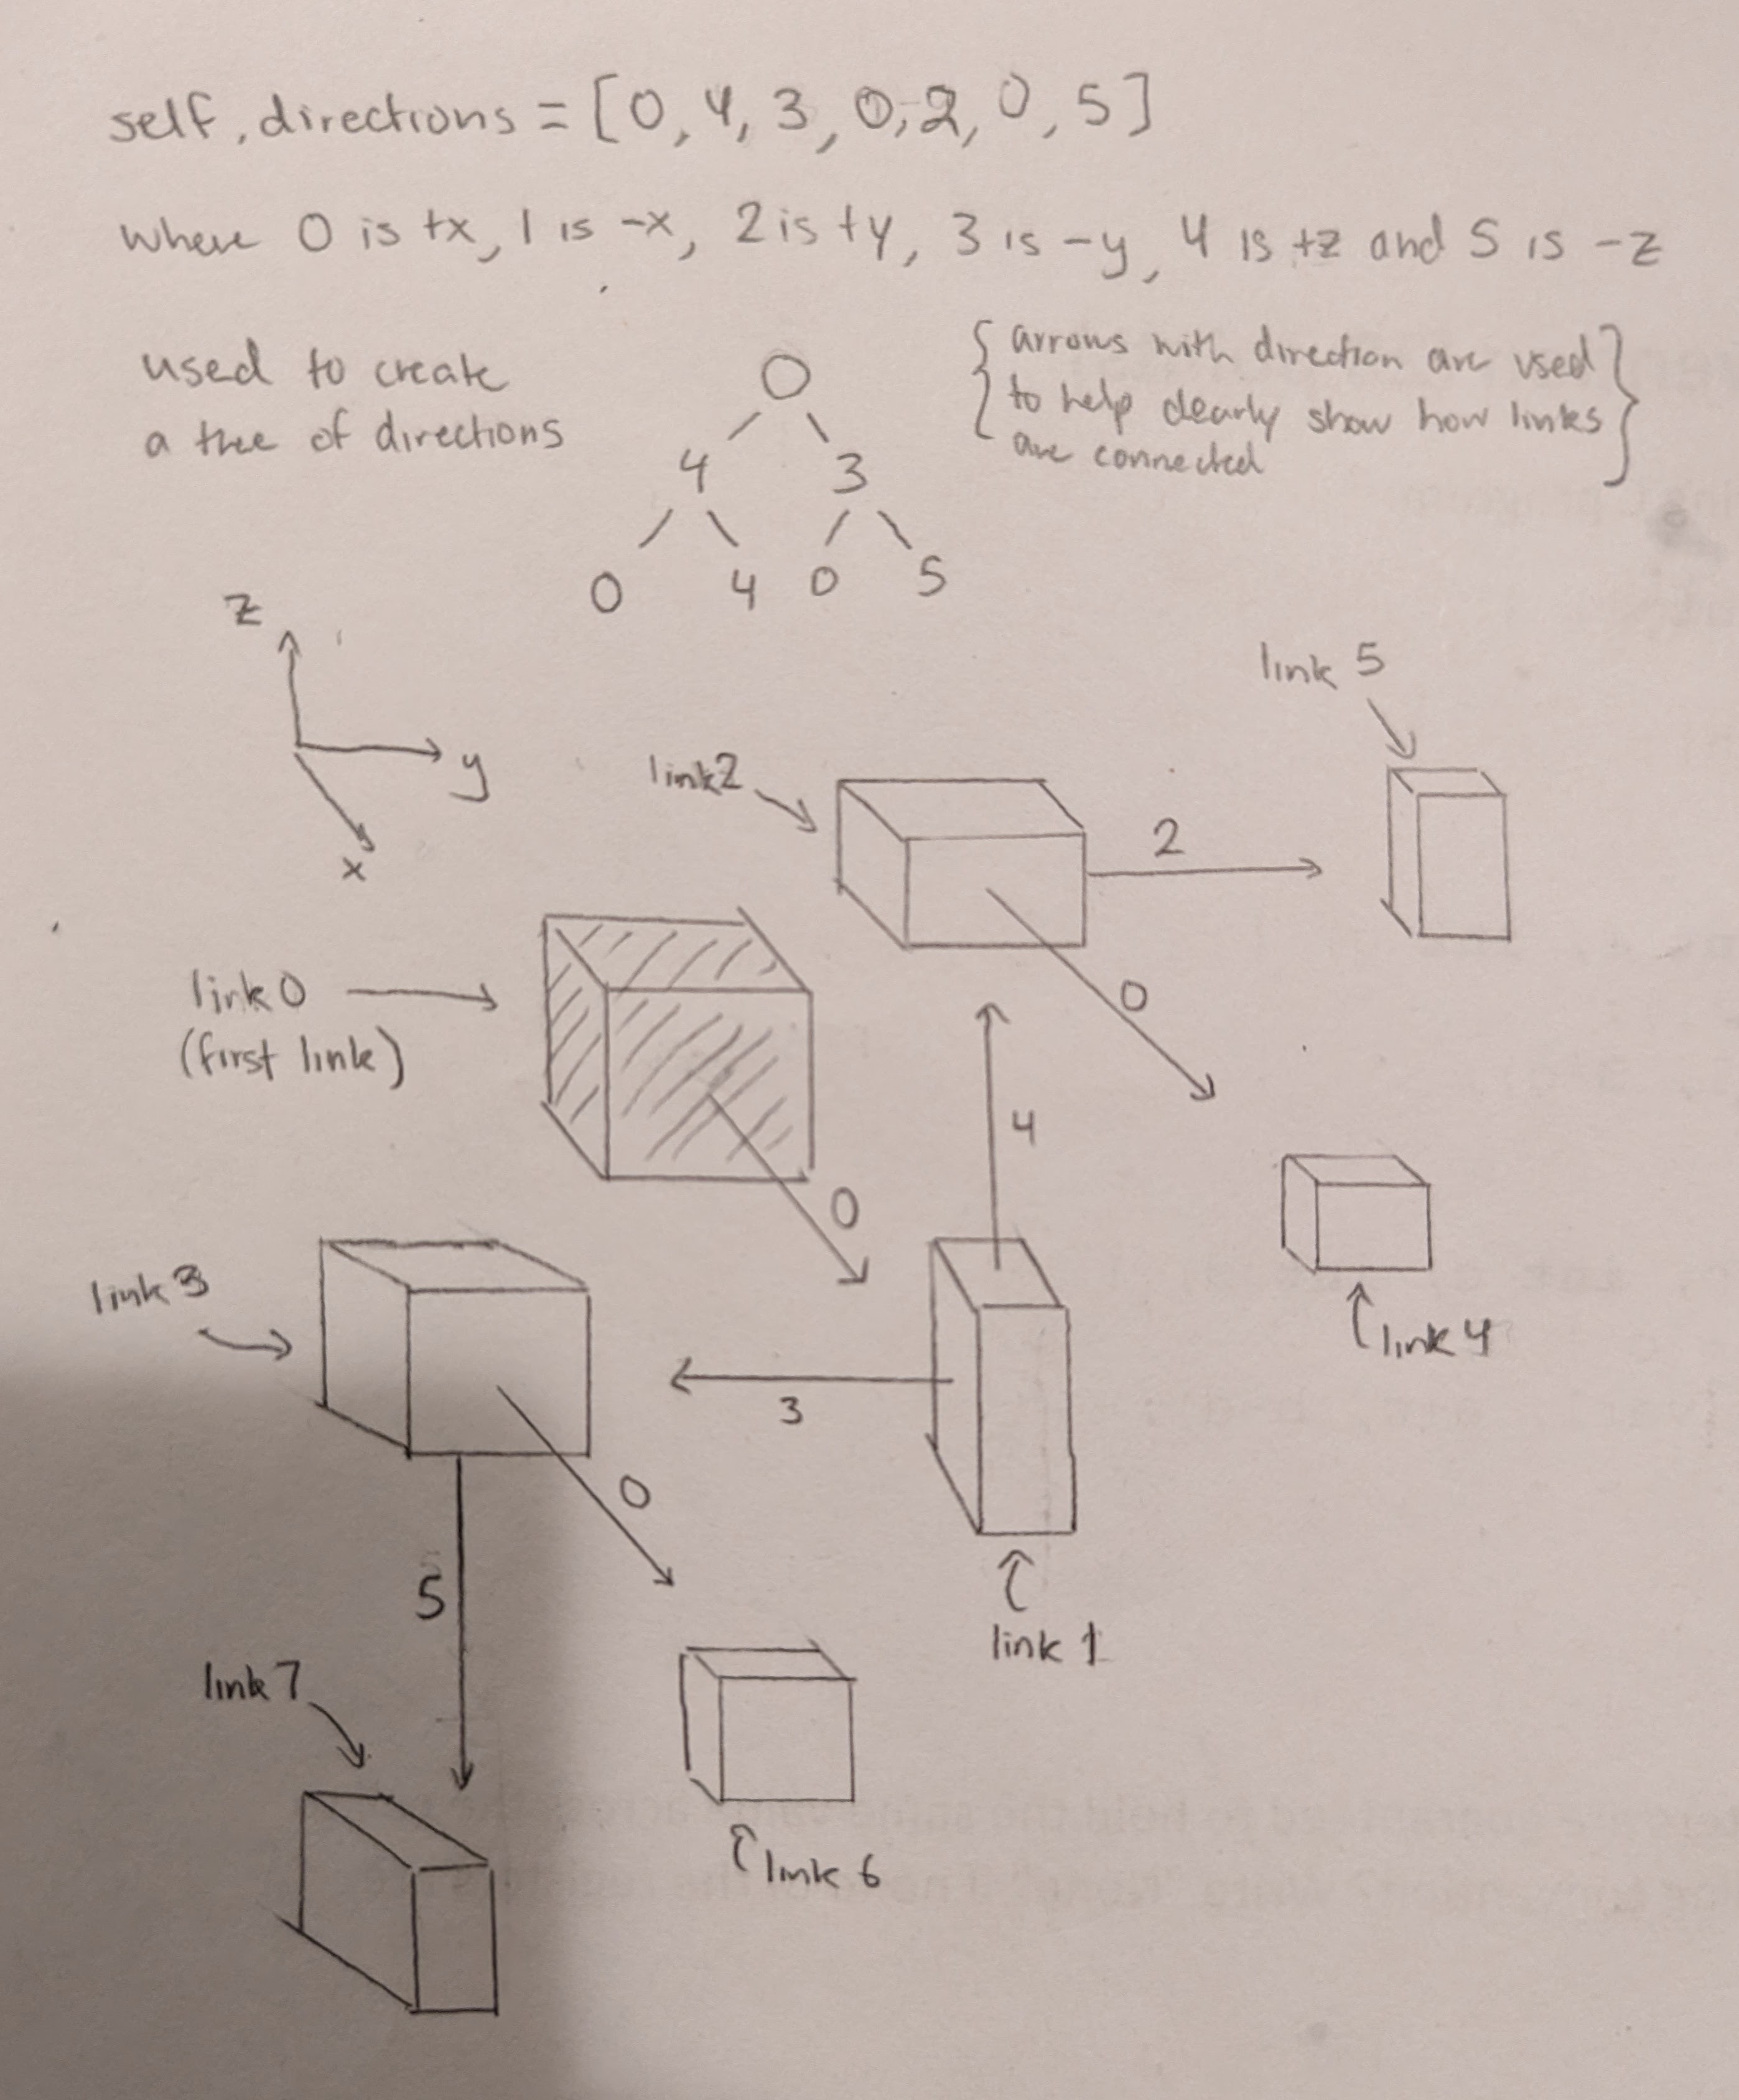 self.directions = [0, 4, 3, 0, 2, 0, 5]
where 0 is +x, 1 is -x, 2 is +y, 3 is -y, 4 is +z and 5 is -z
used to create
a tree of directions
0
4 3
0 4 0 5
{ arrows with direction are used }
to help clearly show how links
are connected
z
y
x
link 5
link2
2
link 0
(first link)
0
4
0
link 4
link 3
3
0
5
link 1
link 7
link 6